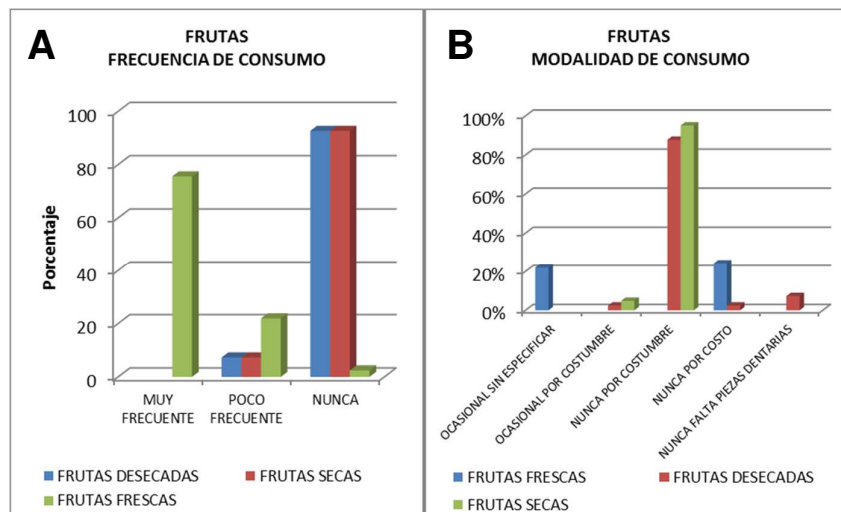 A
FRUTAS
FRECUENCIA DE CONSUMO
Porcentaje
100
80
60
40
20
0
MUY
FRECUENTE
POCO
FRECUENTE
NUNCA
FRUTAS DESECADAS
FRUTAS SECAS
FRUTAS FRESCAS
B
FRUTAS
MODALIDAD DE CONSUMO
100%
80%
60%
40%
20%
0%
OCASIONAL SIN ESPECIFICAR
OCASIONAL POR COSTUMBRE
NUNCA POR COSTUMBRE
NUNCA POR COSTO
NUNCA FALTA PIEZAS DENTARIAS
FRUTAS FRESCAS
FRUTAS DESECADAS
FRUTAS SECAS